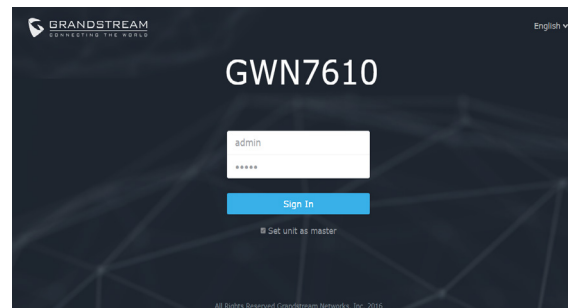 GRANDSTREAM
CONNECTING THE WORLD
English
GWN7610
admin
•••••
Sign In
Set unit as master
All Rights Reserved Grandstream Networks, Inc. 2016